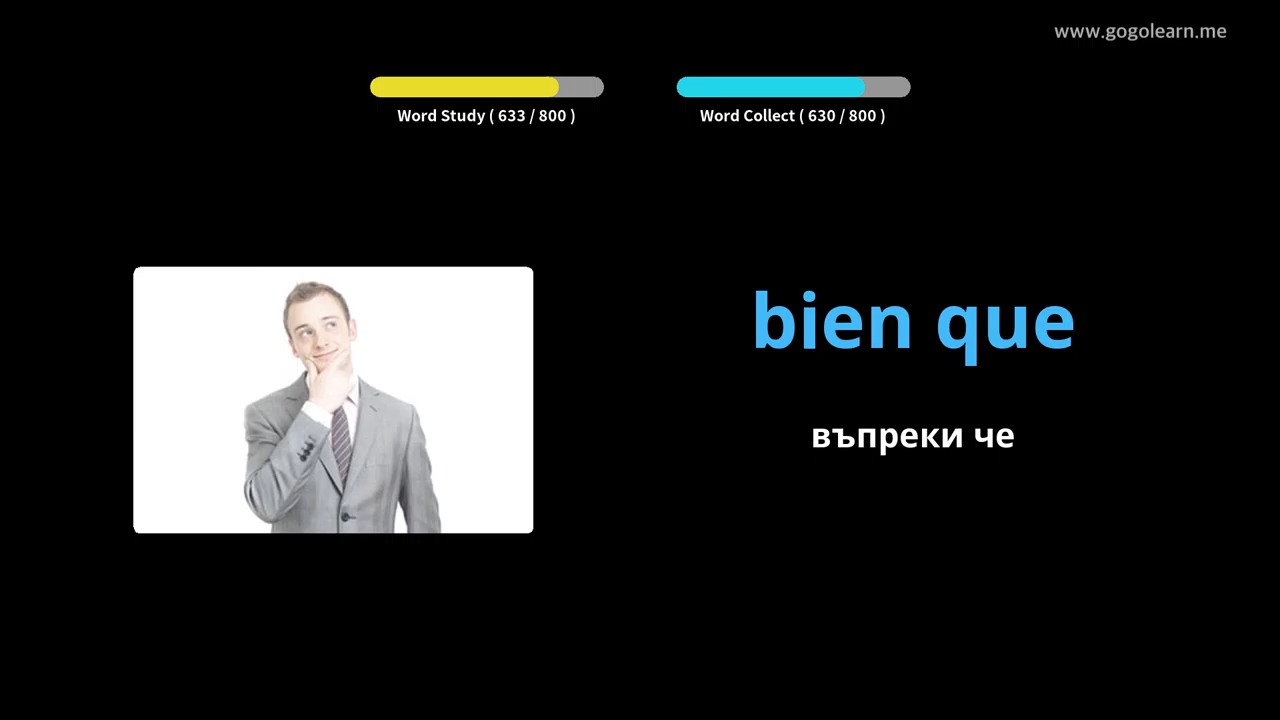 www.gogolearn.me
Word Study ( 633 / 800 )
Word Collect ( 630 / 800 )
bien que
въпреки че